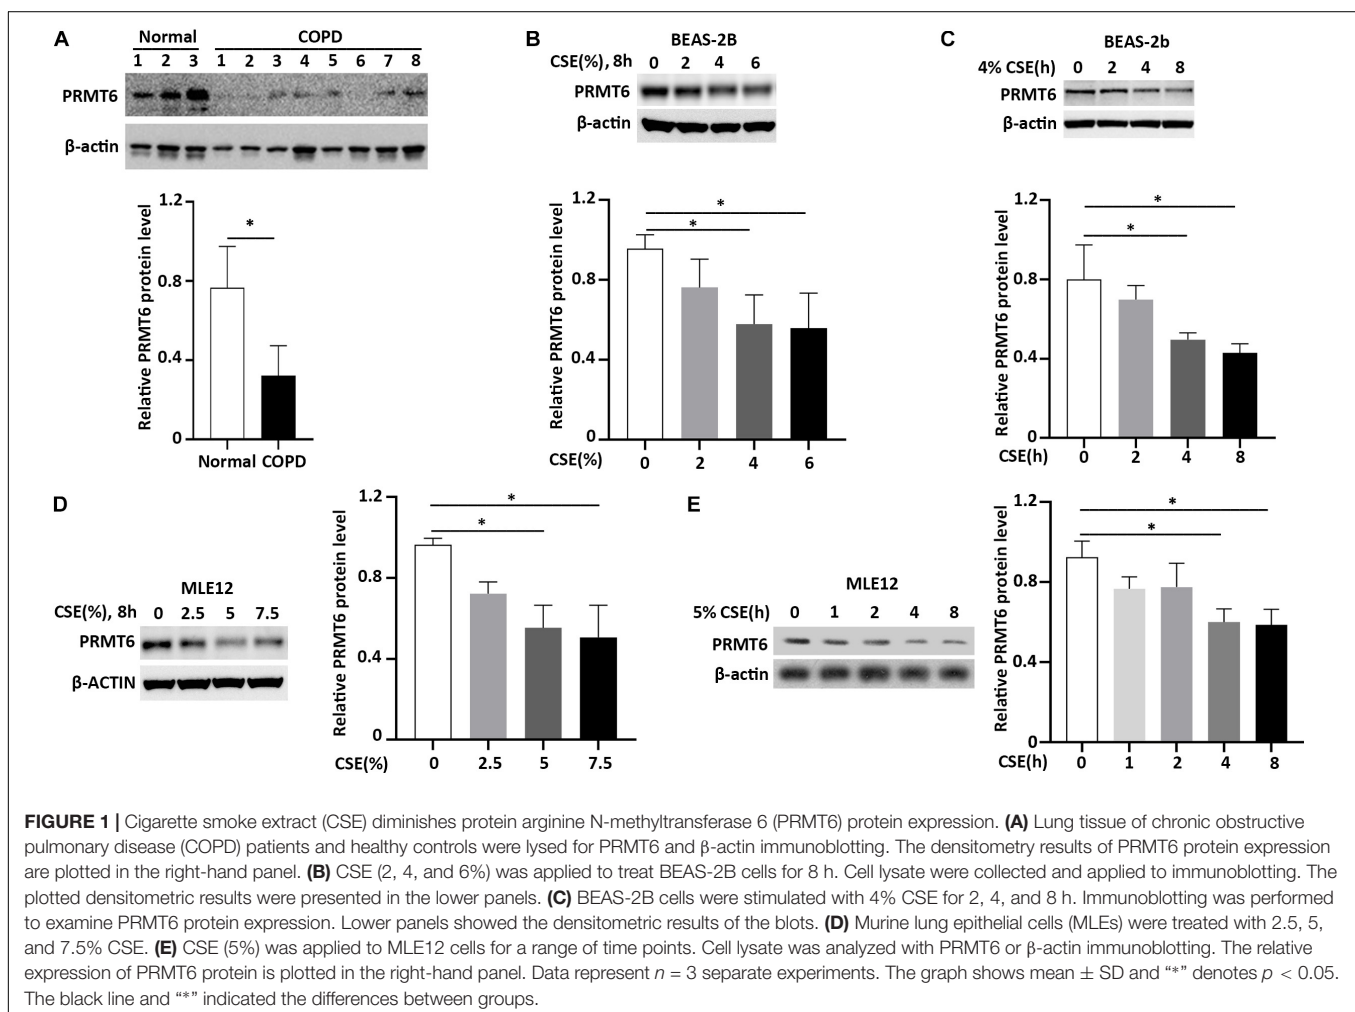 A
Normal COPD
1 2 3 1 2 3 4 5 6 7 8
PRMT6
β-actin
Relative PRMT6 protein level
1.2
0.8
0.4
0
*
Normal COPD
B
BEAS-2B
CSE(%), 8h 0 2 4 6
PRMT6
β-actin
Relative PRMT6 protein level
1.2
0.8
0.4
0
*
*
CSE(%) 0 2 4 6
C
BEAS-2b
4% CSE(h) 0 2 4 8
PRMT6
β-actin
Relative PRMT6 protein level
1.2
0.8
0.4
0
*
*
CSE(h) 0 2 4 8
D
MLE12
CSE(%), 8h 0 2.5 5 7.5
PRMT6
β-ACTIN
Relative PRMT6 protein level
1.2
0.8
0.4
0
*
*
CSE(%) 0 2.5 5 7.5
E
MLE12
5% CSE(h) 0 1 2 4 8
PRMT6
β-actin
Relative PRMT6 protein level
1.2
0.8
0.4
0
*
*
CSE(h) 0 1 2 4 8
FIGURE 1 | Cigarette smoke extract (CSE) diminishes protein arginine N-methyltransferase 6 (PRMT6) protein expression. (A) Lung tissue of chronic obstructive
pulmonary disease (COPD) patients and healthy controls were lysed for PRMT6 and β-actin immunoblotting. The densitometry results of PRMT6 protein expression
are plotted in the right-hand panel. (B) CSE (2, 4, and 6%) was applied to treat BEAS-2B cells for 8 h. Cell lysate were collected and applied to immunoblotting. The
plotted densitometric results were presented in the lower panels. (C) BEAS-2B cells were stimulated with 4% CSE for 2, 4, and 8 h. Immunoblotting was performed
to examine PRMT6 protein expression. Lower panels showed the densitometric results of the blots. (D) Murine lung epithelial cells (MLEs) were treated with 2.5, 5,
and 7.5% CSE. (E) CSE (5%) was applied to MLE12 cells for a range of time points. Cell lysate was analyzed with PRMT6 or β-actin immunoblotting. The relative
expression of PRMT6 protein is plotted in the right-hand panel. Data represent n = 3 separate experiments. The graph shows mean ± SD and “*” denotes p < 0.05.
The black line and “*” indicated the differences between groups.